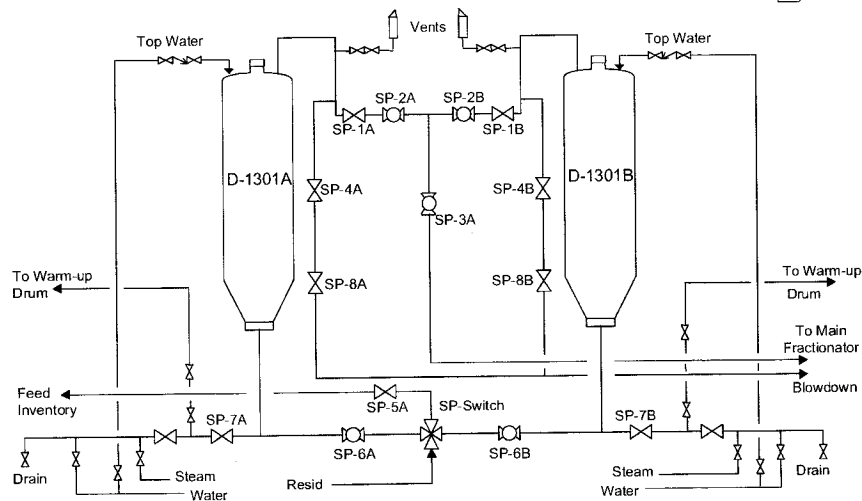 Top Water
Vents
Top Water
SP-2A
SP-2B
SP-1A
SP-1B
D-1301A
D-1301B
SP-4A
SP-4B
SP-3A
To Warm-up
Drum
SP-8A
SP-8B
To Warm-up
Drum
To Main
Fractionator
Feed
Inventory
SP-5A
SP-Switch
Blowdown
SP-7A
SP-7B
SP-6A
SP-6B
Drain
Steam
Water
Resid
Steam
Water
Drain